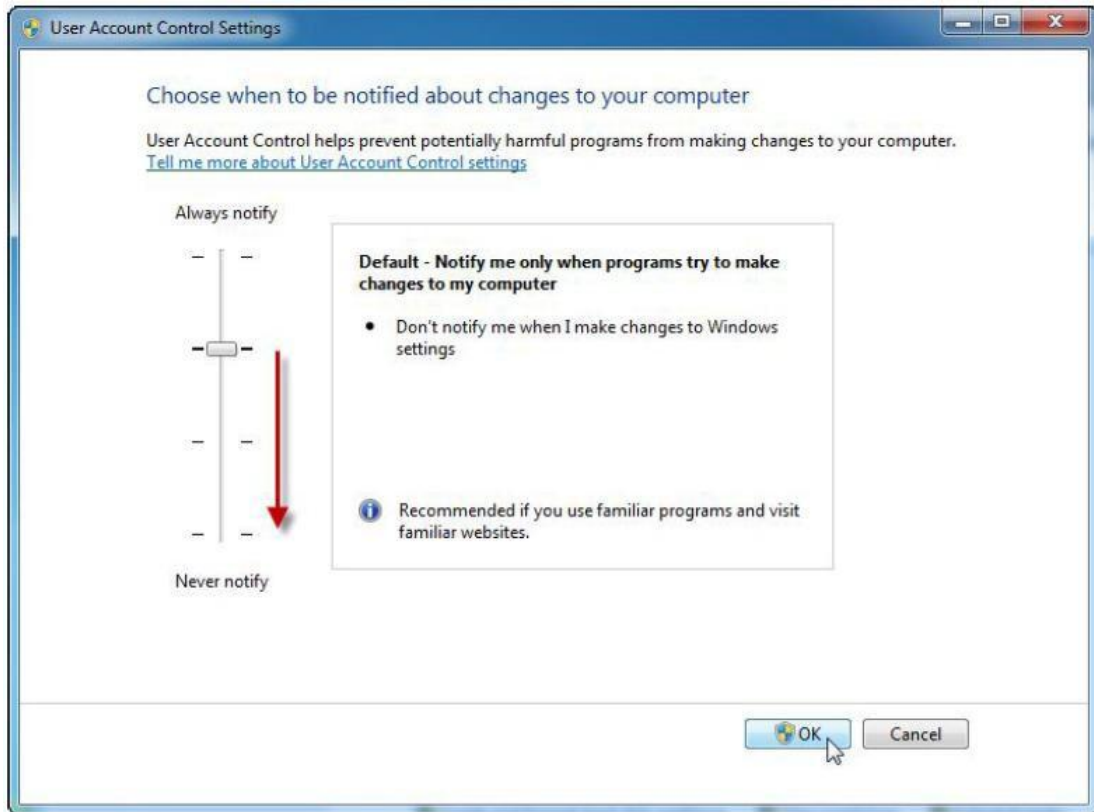 User Account Control Settings
Choose when to be notified about changes to your computer
User Account Control helps prevent potentially harmful programs from making changes to your computer.
Tell me more about User Account Control settings
Always notify
Default - Notify me only when programs try to make
changes to my computer
• Don't notify me when I make changes to Windows
settings
Recommended if you use familiar programs and visit
familiar websites.
Never notify
OK
Cancel